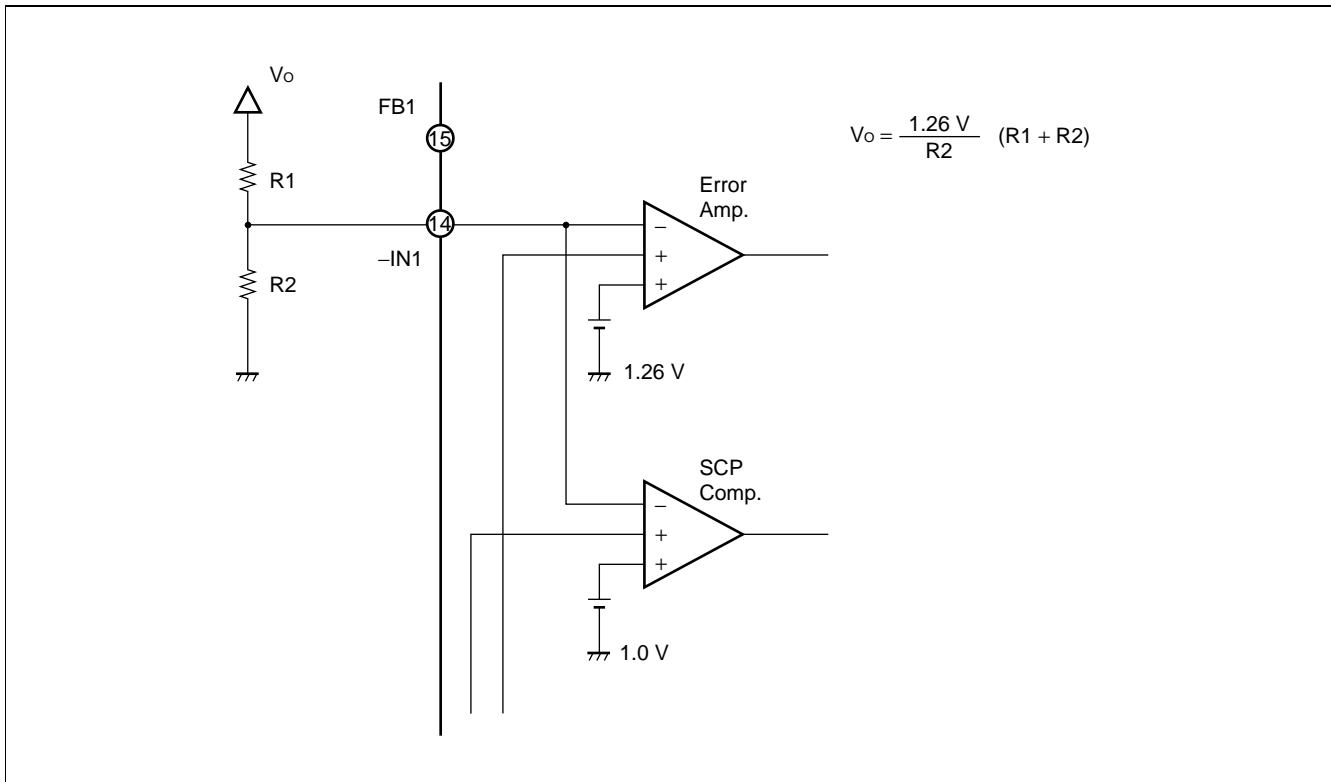 Vo
FB1
15
Vo = 1.26 V / R2 (R1 + R2)
R1
Error
Amp.
14
−
−IN1
+
R2
+
1.26 V
SCP
Comp.
−
+
+
1.0 V